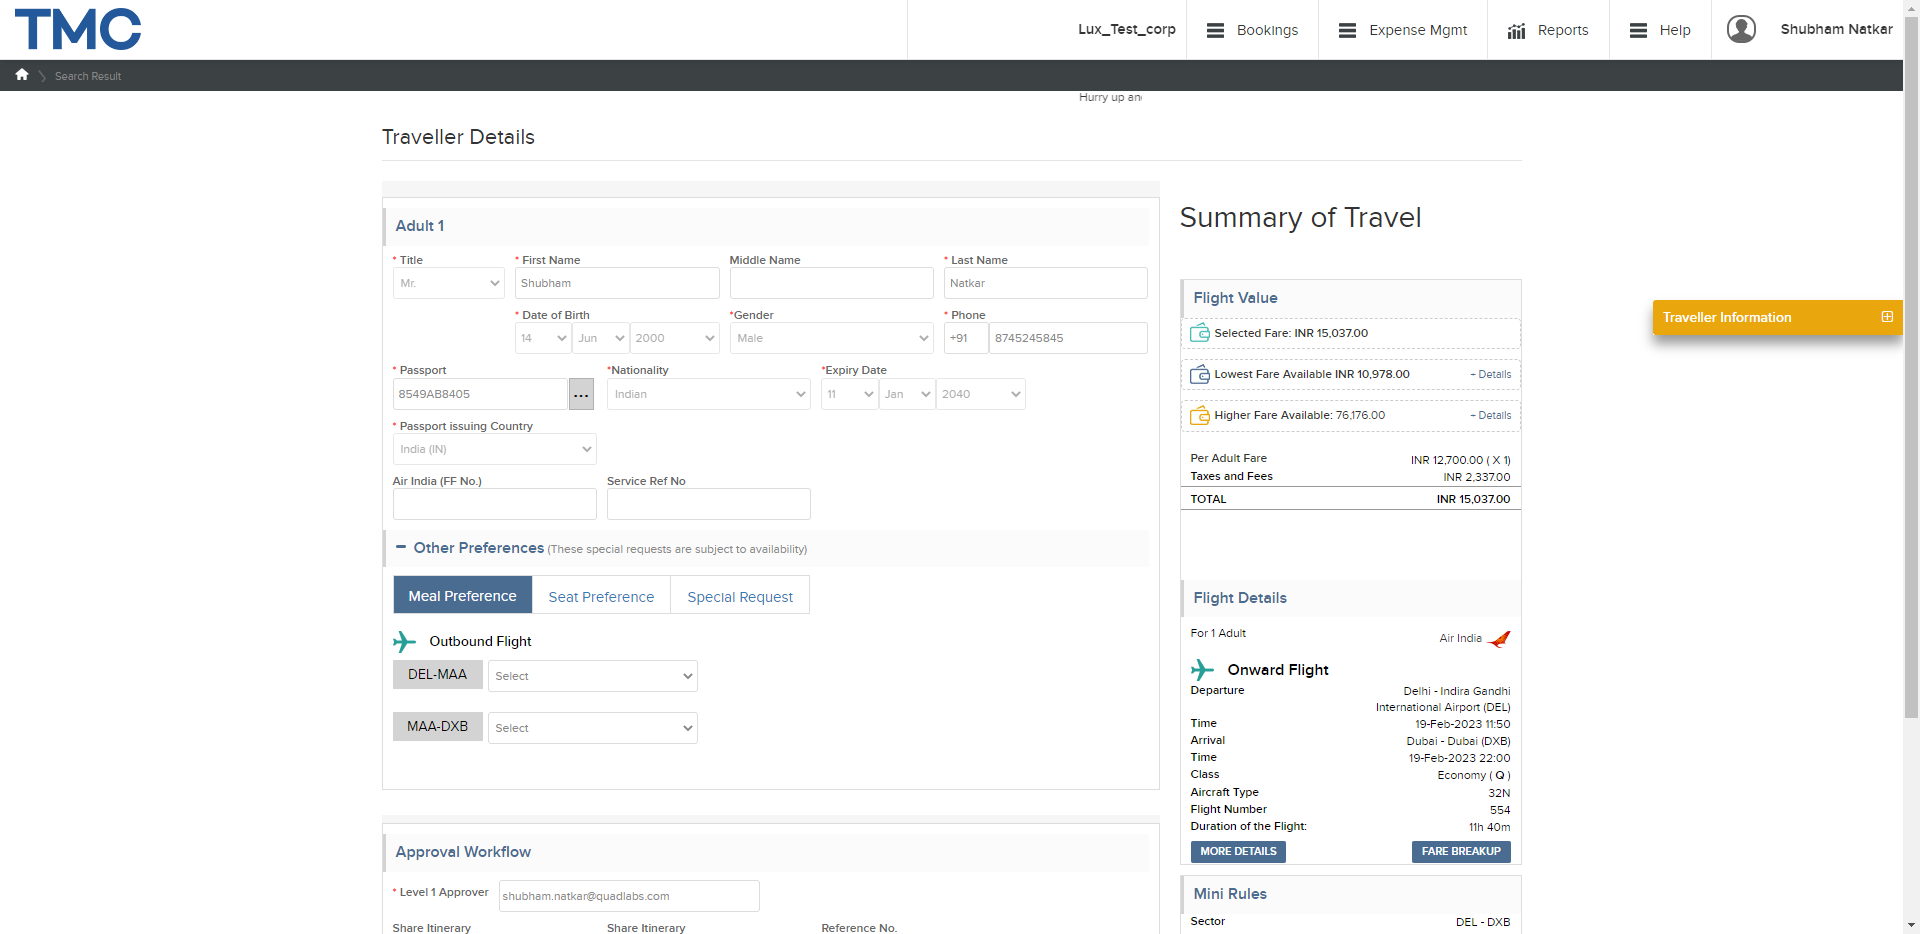 TMC
Lux_Test_corp
Bookings
Expense Mgmt
Reports
Help
Shubham Natkar
Search Result
Hurry up an
Traveller Details
Adult 1
* Title
* First Name
Middle Name
* Last Name
Mr.
Shubham
Natkar
* Date of Birth
*Gender
* Phone
14
Jun
2000
Male
+91
8745245845
* Passport
*Nationality
*Expiry Date
8549AB8405
...
Indian
11
Jan
2040
* Passport issuing Country
India (IN)
Air India (FF No.)
Service Ref No
Other Preferences (These special requests are subject to availability)
Meal Preference
Seat Preference
Special Request
Outbound Flight
DEL-MAA
Select
MAA-DXB
Select
Approval Workflow
* Level 1 Approver
shubham.natkar@quadlabs.com
Share Itinerary
Share Itinerary
Reference No.
Summary of Travel
Flight Value
Selected Fare: INR 15,037.00
Lowest Fare Available INR 10,978.00
+ Details
Higher Fare Available: 76,176.00
+ Details
Per Adult Fare
INR 12,700.00 ( X 1)
Taxes and Fees
INR 2,337.00
TOTAL
INR 15,037.00
Flight Details
For 1 Adult
Air India
Onward Flight
Departure
Delhi - Indira Gandhi
International Airport (DEL)
Time
19-Feb-2023 11:50
Arrival
Dubai - Dubai (DXB)
Time
19-Feb-2023 22:00
Class
Economy ( Q )
Aircraft Type
32N
Flight Number
554
Duration of the Flight:
11h 40m
MORE DETAILS
FARE BREAKUP
Mini Rules
Sector
DEL - DXB
Traveller Information